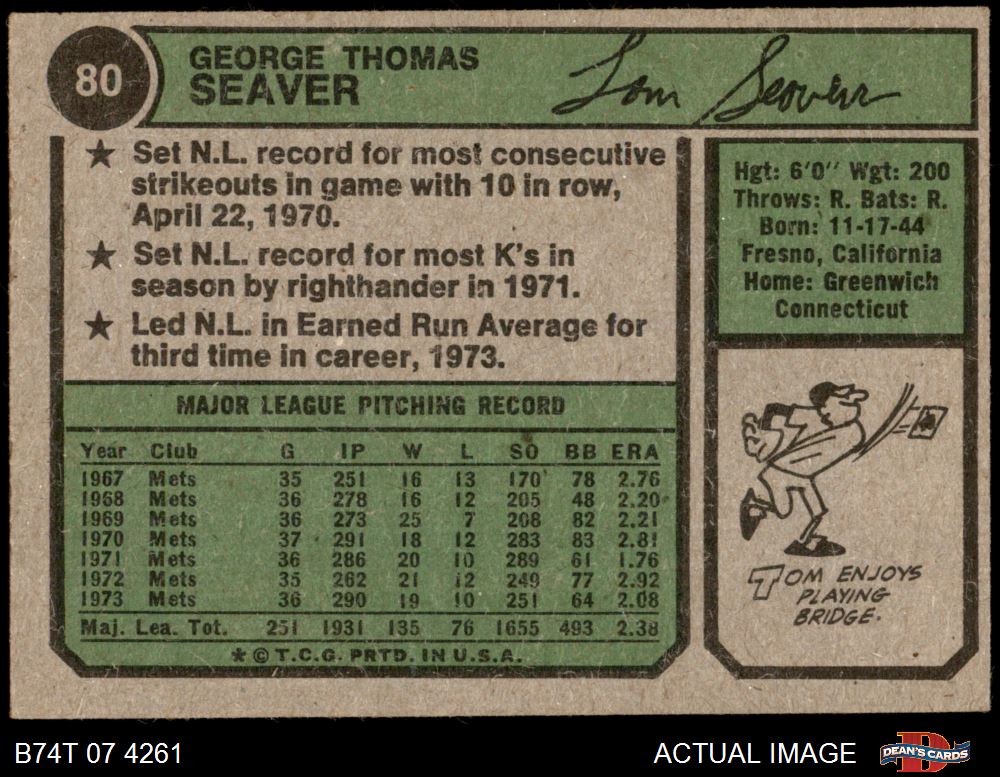 80
GEORGE THOMAS
SEAVER
Tom Seaver
★ Set N.L. record for most consecutive
strikeouts in game with 10 in row,
April 22, 1970.
★ Set N.L. record for most K's in
season by righthander in 1971.
★ Led N.L. in Earned Run Average for
third time in career, 1973.
Hgt: 6'0" Wgt: 200
Throws: R. Bats: R.
Born: 11-17-44
Fresno, California
Home: Greenwich
Connecticut
MAJOR LEAGUE PITCHING RECORD
Year Club G IP W L SO BB ERA
1967 Mets 35 251 16 13 170 78 2.76
1968 Mets 36 278 16 12 205 48 2.20
1969 Mets 36 273 25 7 208 82 2.21
1970 Mets 37 291 18 12 283 83 2.81
1971 Mets 36 286 20 10 289 61 1.76
1972 Mets 35 262 21 12 249 77 2.92
1973 Mets 36 290 19 10 251 64 2.08
Maj. Lea. Tot. 251 1931 135 76 1655 493 2.38
★ © T.C.G. PRTD. IN U.S.A.
TOM ENJOYS
PLAYING
BRIDGE.
B74T 07 4261
ACTUAL IMAGE
DEAN'S CARDS